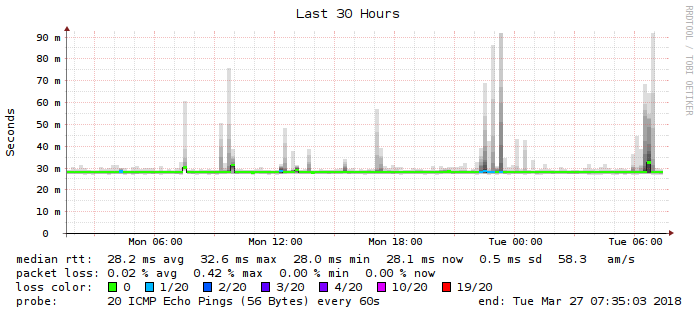 Last 30 Hours
RRDTOOL / TOBI OETIKER
Seconds
90 m
80 m
70 m
60 m
50 m
40 m
30 m
20 m
10 m
0
Mon 06:00 Mon 12:00 Mon 18:00 Tue 00:00 Tue 06:00
median rtt: 28.2 ms avg 32.6 ms max 28.0 ms min 28.1 ms now 0.5 ms sd 58.3 am/s
packet loss: 0.02 % avg 0.42 % max 0.00 % min 0.00 % now
loss color: 0 1/20 2/20 3/20 4/20 10/20 19/20
probe: 20 ICMP Echo Pings (56 Bytes) every 60s end: Tue Mar 27 07:35:03 2018